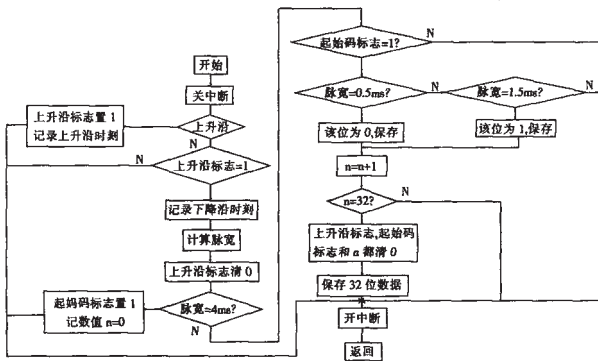 开始
关中断
上升沿标志置 1
记录上升沿时刻
上升沿
N
N
上升沿标志=1
记录下降沿时刻
计算脉宽
上升沿标志清 0
起妈码标志置 1
记数值 n=0
脉宽=4ms?
N
起始码标志=1?
N
脉宽=0.5ms?
N
脉宽=1.5ms?
N
该位为 0,保存
该位为 1,保存
n=n+1
n=32?
N
上升沿标志,起始码
标志和 a 都清 0
保存 32 位数据
开中断
返回